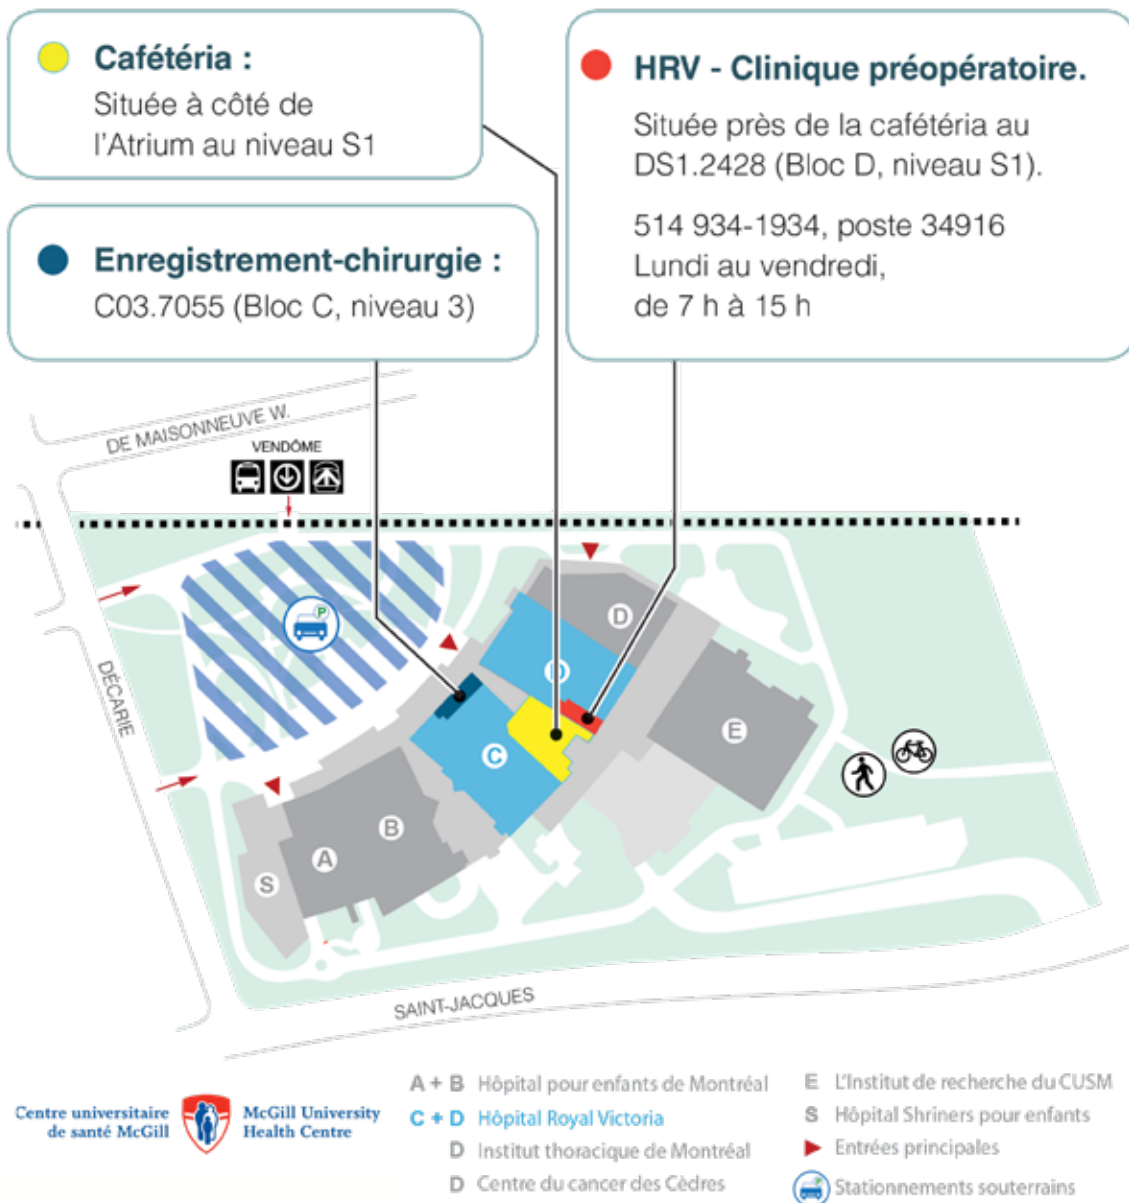 Cafétéria :
Située à côté de
l'Atrium au niveau S1
HRV - Clinique préopératoire.
Située près de la cafétéria au
DS1.2428 (Bloc D, niveau S1).
514 934-1934, poste 34916
Lundi au vendredi,
de 7 h à 15 h
Enregistrement-chirurgie :
C03.7055 (Bloc C, niveau 3)
DE MAISONNEUVE W.
VENDÔME
P
DÉCARIE
D
D
C
E
B
A
S
SAINT-JACQUES
Centre universitaire
de santé McGill
McGill University
Health Centre
A + B Hôpital pour enfants de Montréal
C + D Hôpital Royal Victoria
D Institut thoracique de Montréal
D Centre du cancer des Cèdres
E L'Institut de recherche du CUSM
S Hôpital Shriners pour enfants
Entrées principales
Stationnements souterrains